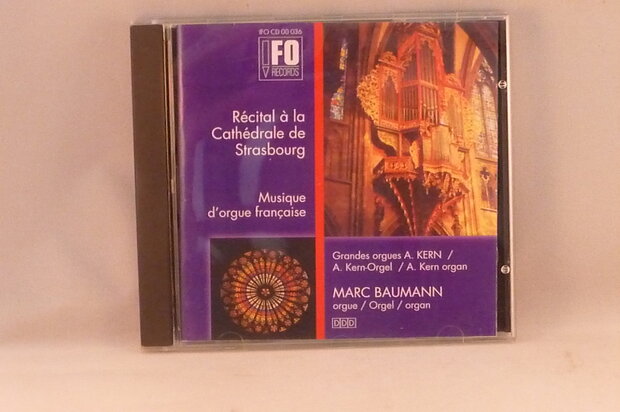 IFO CD 00 036
IFO
RECORDS
Récital à la
Cathédrale de
Strasbourg
Musique
d'orgue française
Grandes orgues A. KERN /
A. Kern-Orgel / A. Kern organ
MARC BAUMANN
orgue / Orgel / organ
DDD